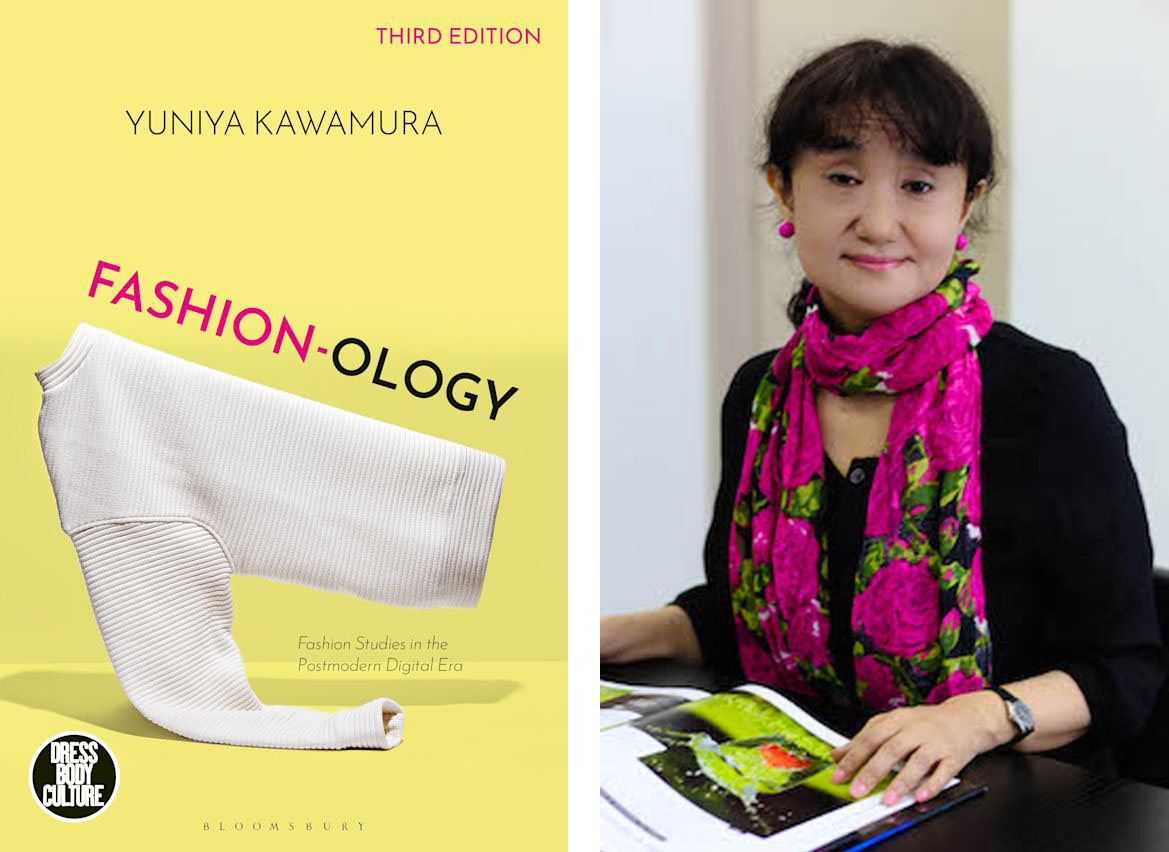 THIRD EDITION
YUNIYA KAWAMURA
FASHION-OLOGY
Fashion Studies in the
Postmodern Digital Era
DRESS
BODY
CULTURE
BLOOMSBURY